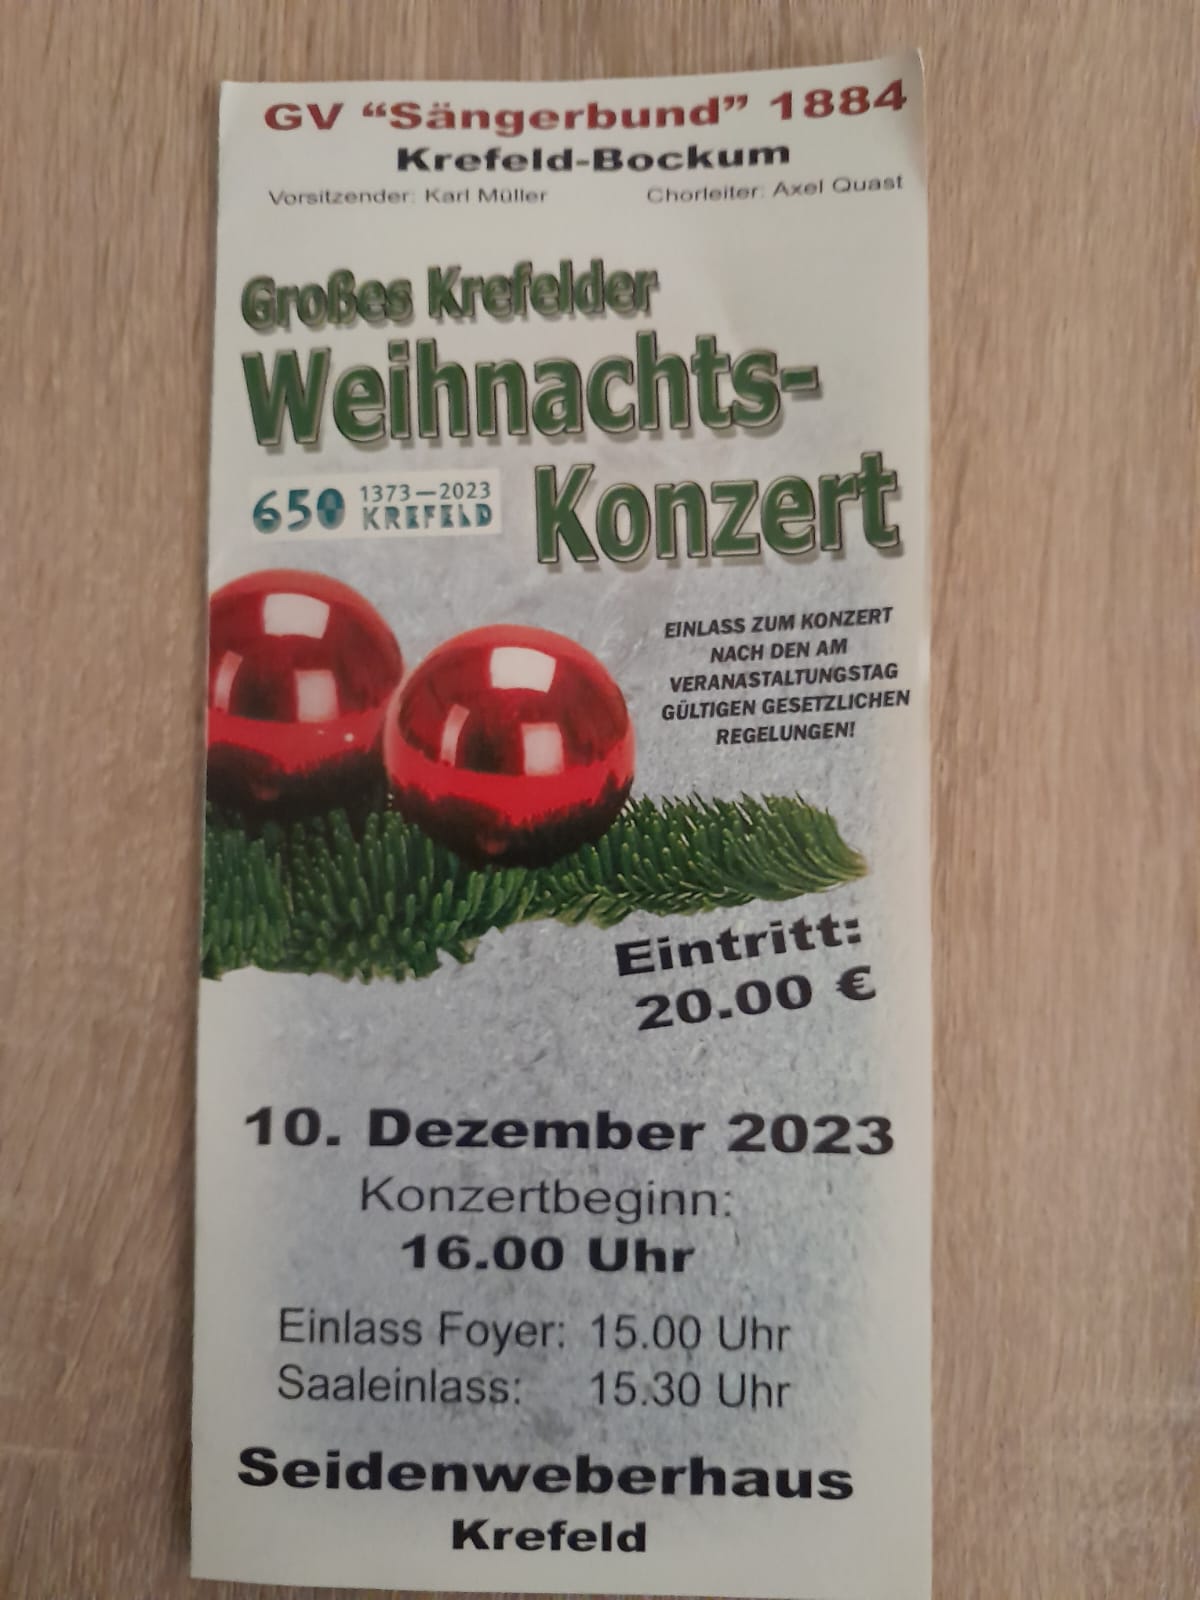 GV “Sängerbund” 1884
Krefeld-Bockum
Vorsitzender: Karl Müller Chorleiter: Axel Quast
Großes Krefelder
Weihnachts-
Konzert
650 1373—2023
KREFELD
EINLASS ZUM KONZERT
NACH DEN AM
VERANASTALTUNGSTAG
GÜLTIGEN GESETZLICHEN
REGELUNGEN!
Eintritt:
20.00 €
10. Dezember 2023
Konzertbeginn:
16.00 Uhr
Einlass Foyer: 15.00 Uhr
Saaleinlass: 15.30 Uhr
Seidenweberhaus
Krefeld